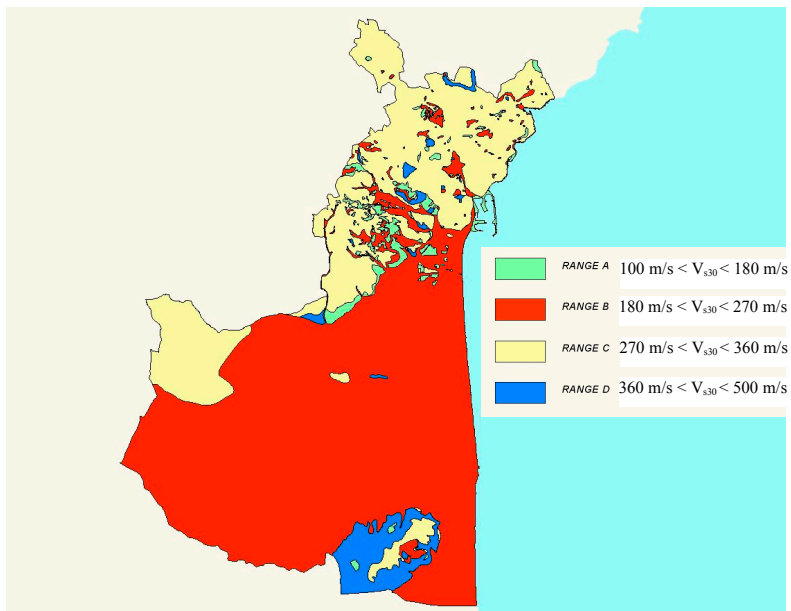 RANGE A 100 m/s < Vs30 < 180 m/s
RANGE B 180 m/s < Vs30 < 270 m/s
RANGE C 270 m/s < Vs30 < 360 m/s
RANGE D 360 m/s < Vs30 < 500 m/s